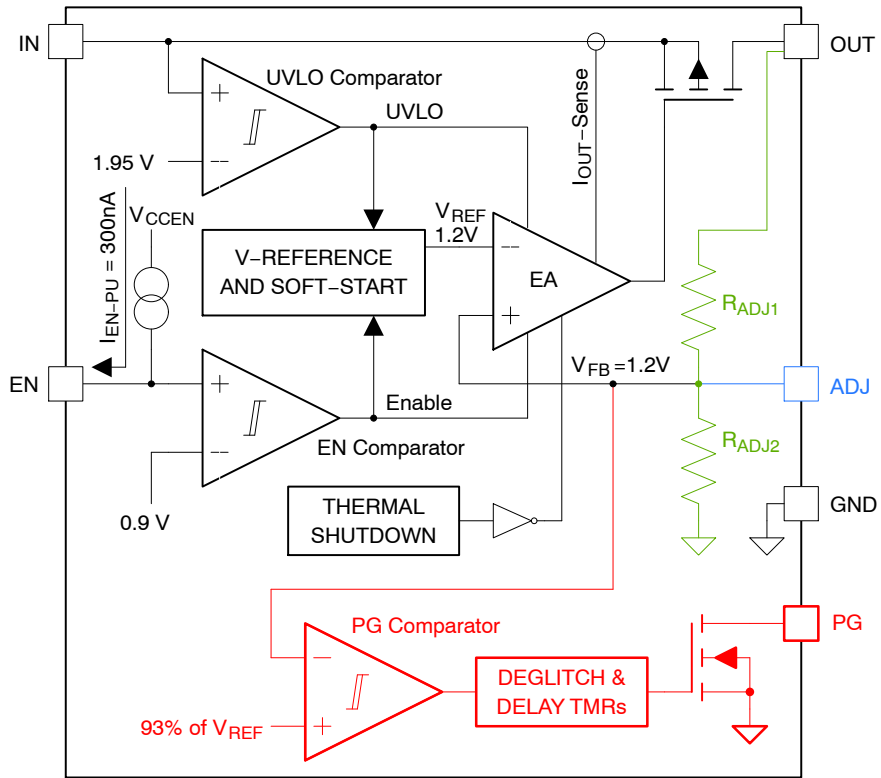 IN
OUT
UVLO Comparator
UVLO
+
--
1.95 V
IOUT−Sense
IEN−PU = 300nA
VCCEN
VREF
1.2V
V−REFERENCE
AND SOFT−START
--
EA
+
RADJ1
VFB =1.2V
EN
ADJ
+
Enable
EN Comparator
--
RADJ2
0.9 V
THERMAL
SHUTDOWN
GND
PG Comparator
PG
−
DEGLITCH &
DELAY TMRs
93% of VREF
+